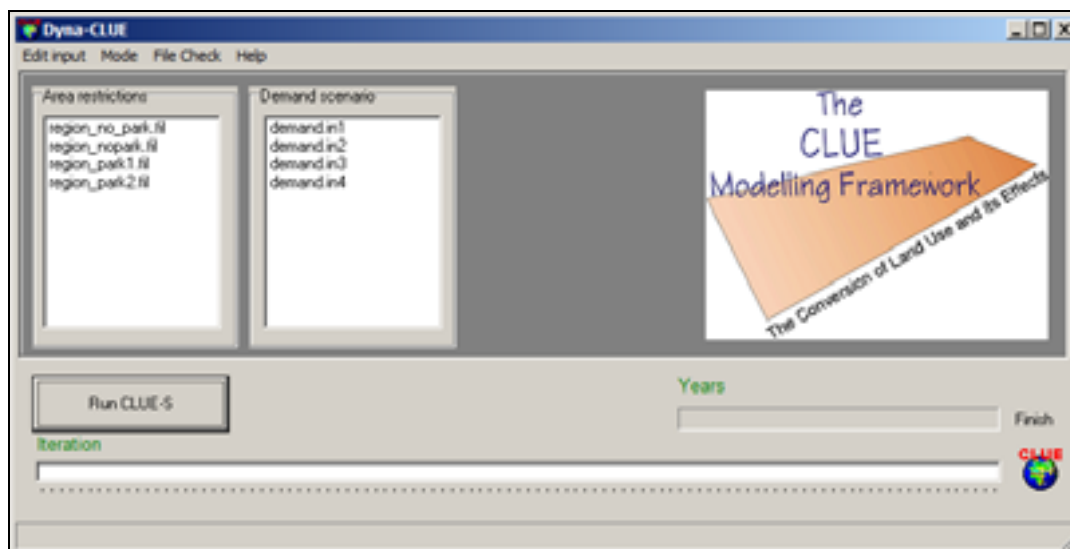 Dyna-CLUE
Edit input Mode File Check Help
Area restrictions
region_no_park.fil
region_nopark.fil
region_park1.fil
region_park2.fil
Demand scenario
demand.in1
demand.in2
demand.in3
demand.in4
The
CLUE
Modelling Framework
The Conversion of Land Use and its Effects
Run CLUE-S
Years
Finish
Iteration
CLUE